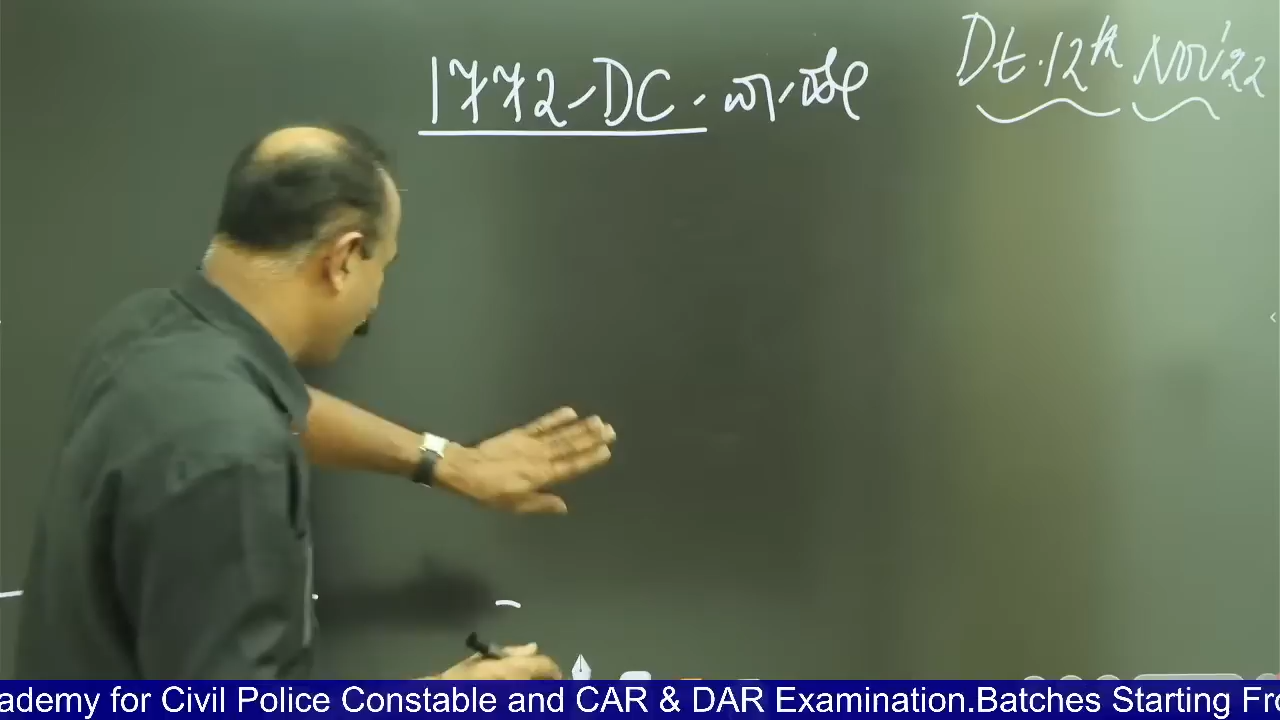 1772-DC.
Dt.12th Nov'22
ademy for Civil Police Constable and CAR & DAR Examination.Batches Starting Fro